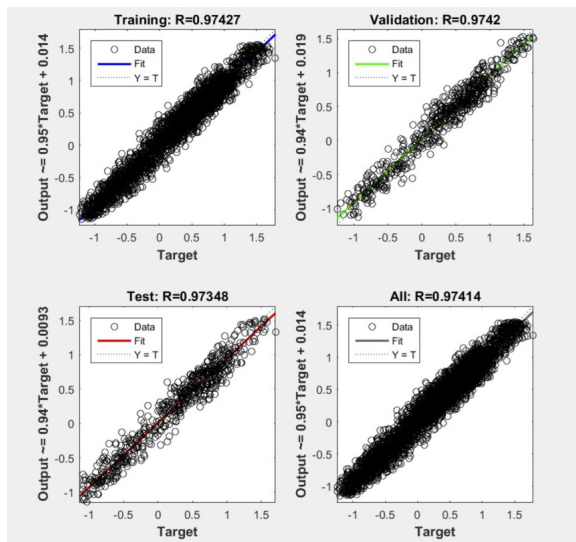 Training: R=0.97427
Output ~= 0.95*Target + 0.014
1.5
1
0.5
0
-0.5
-1
Data
Fit
Y = T
-1 -0.5 0 0.5 1 1.5
Target
Validation: R=0.9742
Output ~= 0.94*Target + 0.019
1.5
1
0.5
0
-0.5
-1
Data
Fit
Y = T
-1 -0.5 0 0.5 1 1.5
Target
Test: R=0.97348
Output ~= 0.94*Target + 0.0093
1.5
1
0.5
0
-0.5
-1
Data
Fit
Y = T
-1 -0.5 0 0.5 1 1.5
Target
All: R=0.97414
Output ~= 0.95*Target + 0.014
1.5
1
0.5
0
-0.5
-1
Data
Fit
Y = T
-1 -0.5 0 0.5 1 1.5
Target